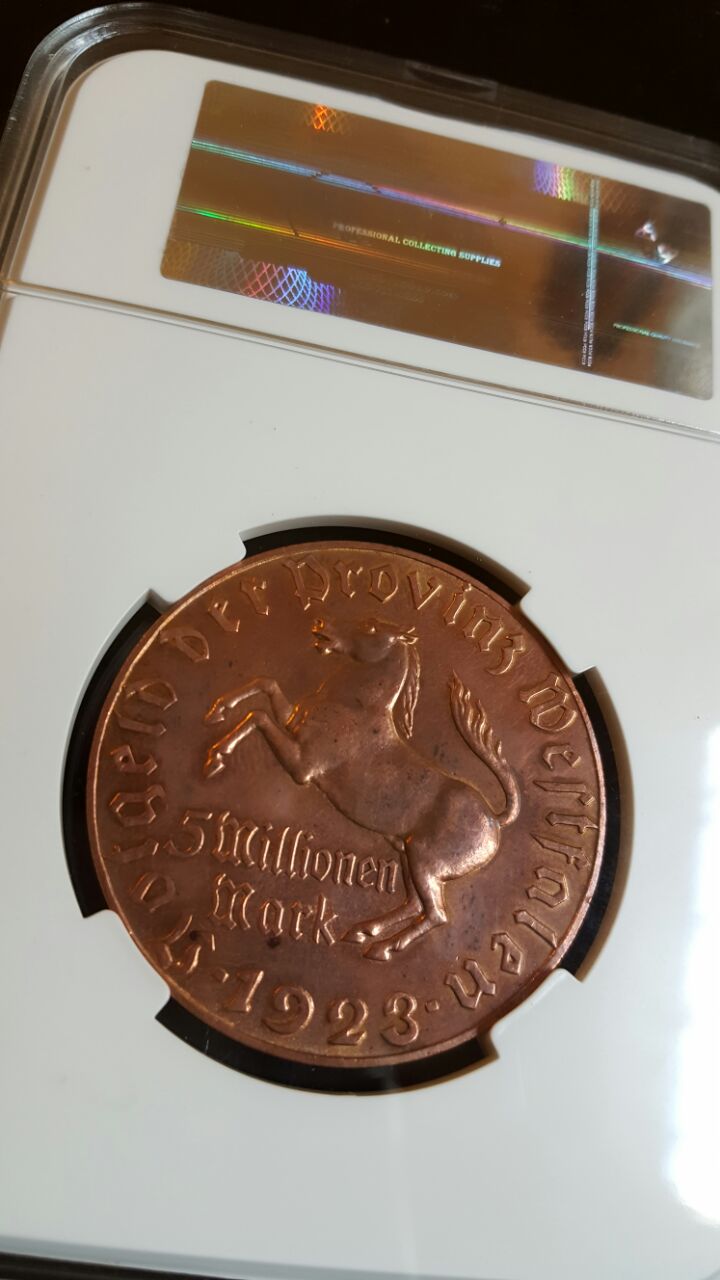 PROFESSIONAL COLLECTING SUPPLIES
Notgeld der Provinz Westfalen
5 Millionen
Mark
·1923·